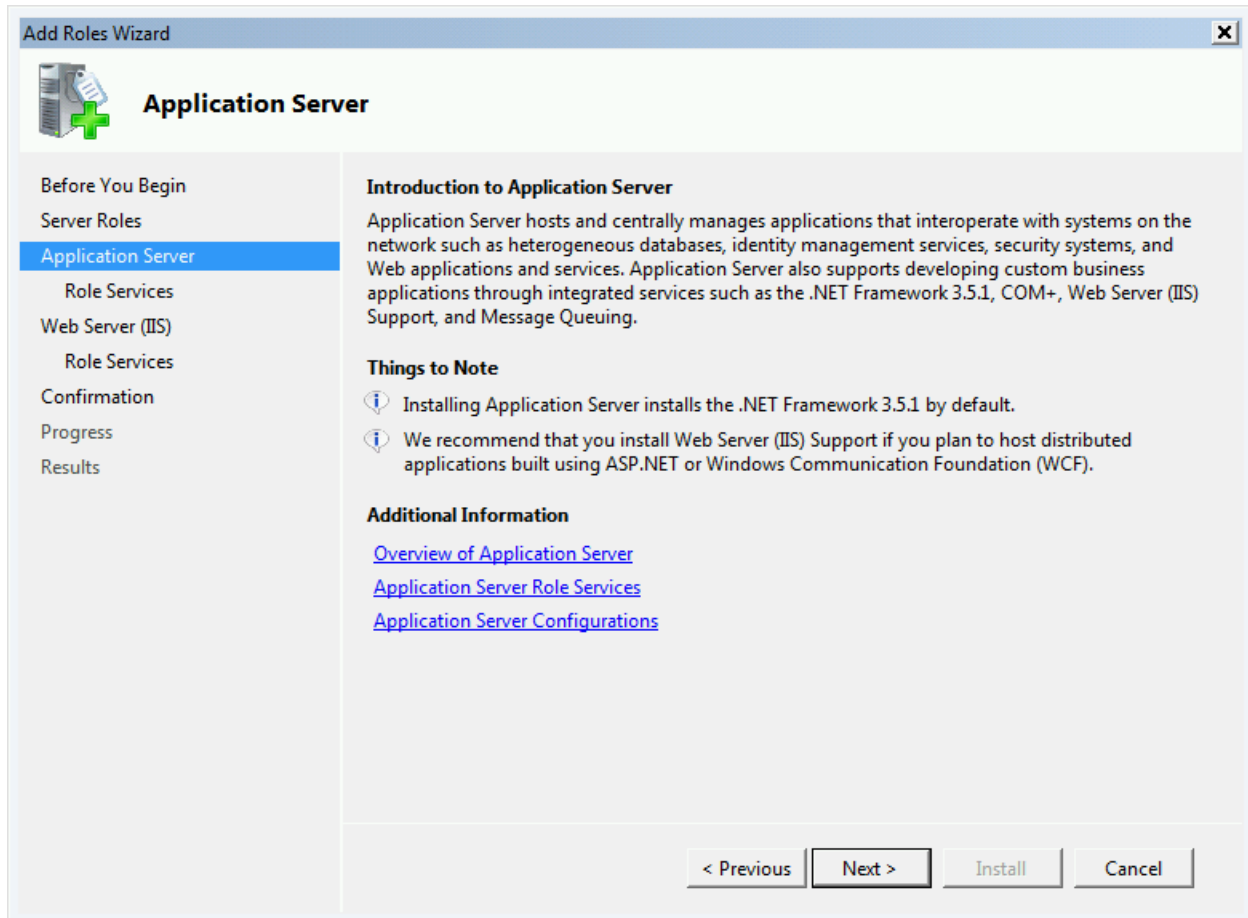 Add Roles Wizard
Application Server
Before You Begin
Server Roles
Application Server
Role Services
Web Server (IIS)
Role Services
Confirmation
Progress
Results
Introduction to Application Server
Application Server hosts and centrally manages applications that interoperate with systems on the
network such as heterogeneous databases, identity management services, security systems, and
Web applications and services. Application Server also supports developing custom business
applications through integrated services such as the .NET Framework 3.5.1, COM+, Web Server (IIS)
Support, and Message Queuing.
Things to Note
Installing Application Server installs the .NET Framework 3.5.1 by default.
We recommend that you install Web Server (IIS) Support if you plan to host distributed
applications built using ASP.NET or Windows Communication Foundation (WCF).
Additional Information
Overview of Application Server
Application Server Role Services
Application Server Configurations
< Previous Next > Install Cancel